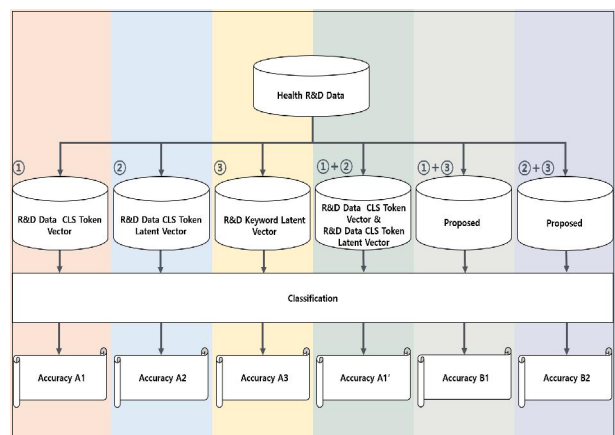 Health R&D Data
① ② ③ ①+② ①+③ ②+③
R&D Data CLS Token
Vector
R&D Data CLS Token
Latent Vector
R&D Keyword Latent
Vector
R&D Data CLS Token
Vector &
R&D Data CLS Token
Latent Vector
Proposed
Proposed
Classification
Accuracy A1
Accuracy A2
Accuracy A3
Accuracy A1′
Accuracy B1
Accuracy B2